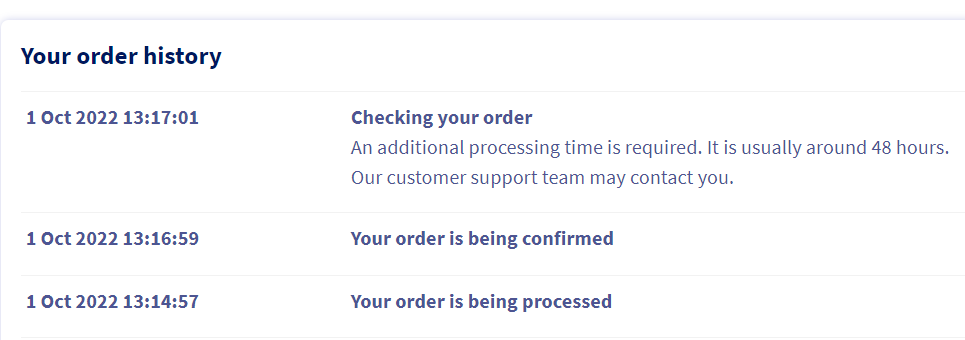 Your order history
1 Oct 2022 13:17:01 Checking your order
An additional processing time is required. It is usually around 48 hours.
Our customer support team may contact you.
1 Oct 2022 13:16:59 Your order is being confirmed
1 Oct 2022 13:14:57 Your order is being processed